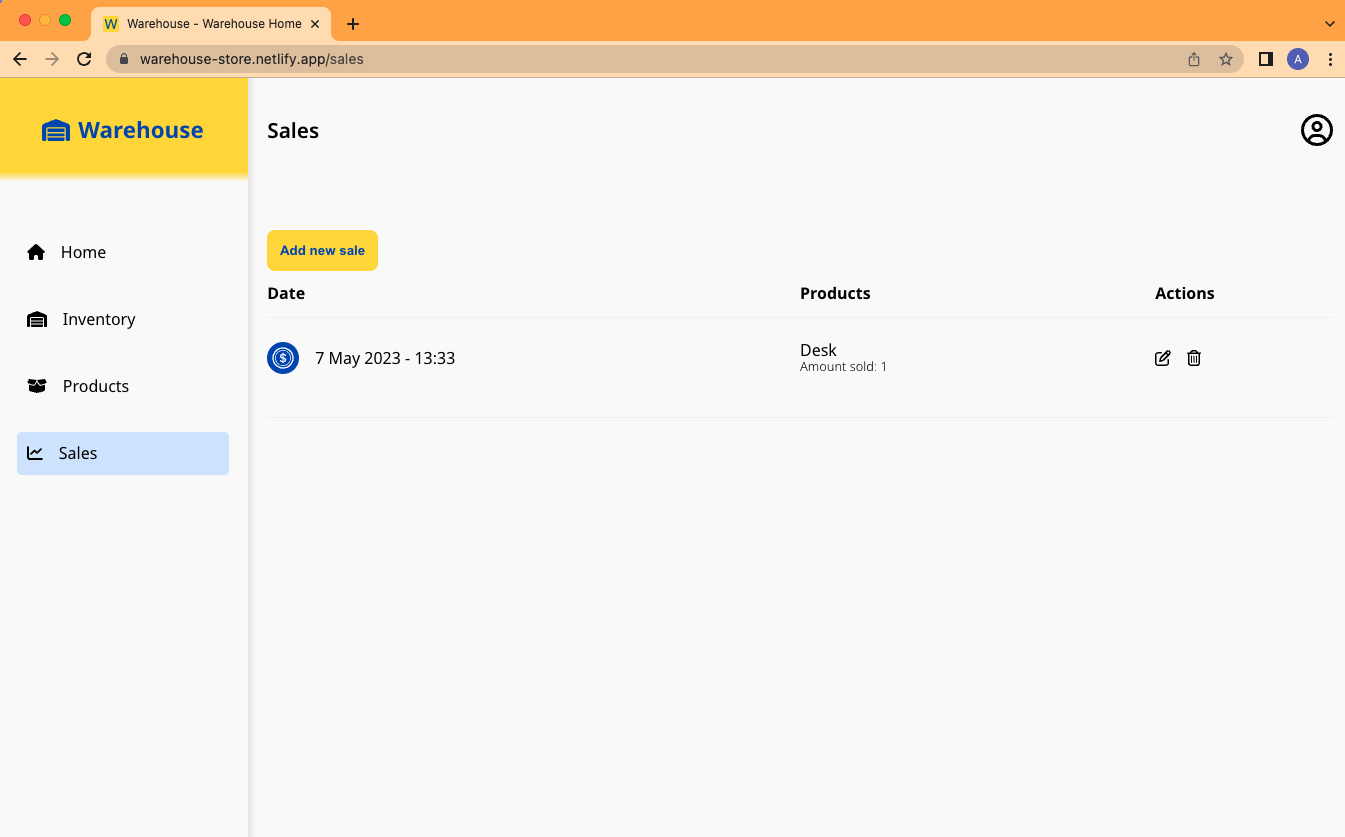 W Warehouse - Warehouse Home
warehouse-store.netlify.app/sales
A
Warehouse
Sales
Home
Inventory
Products
Sales
Add new sale
Date Products Actions
$ 7 May 2023 - 13:33
Desk
Amount sold: 1